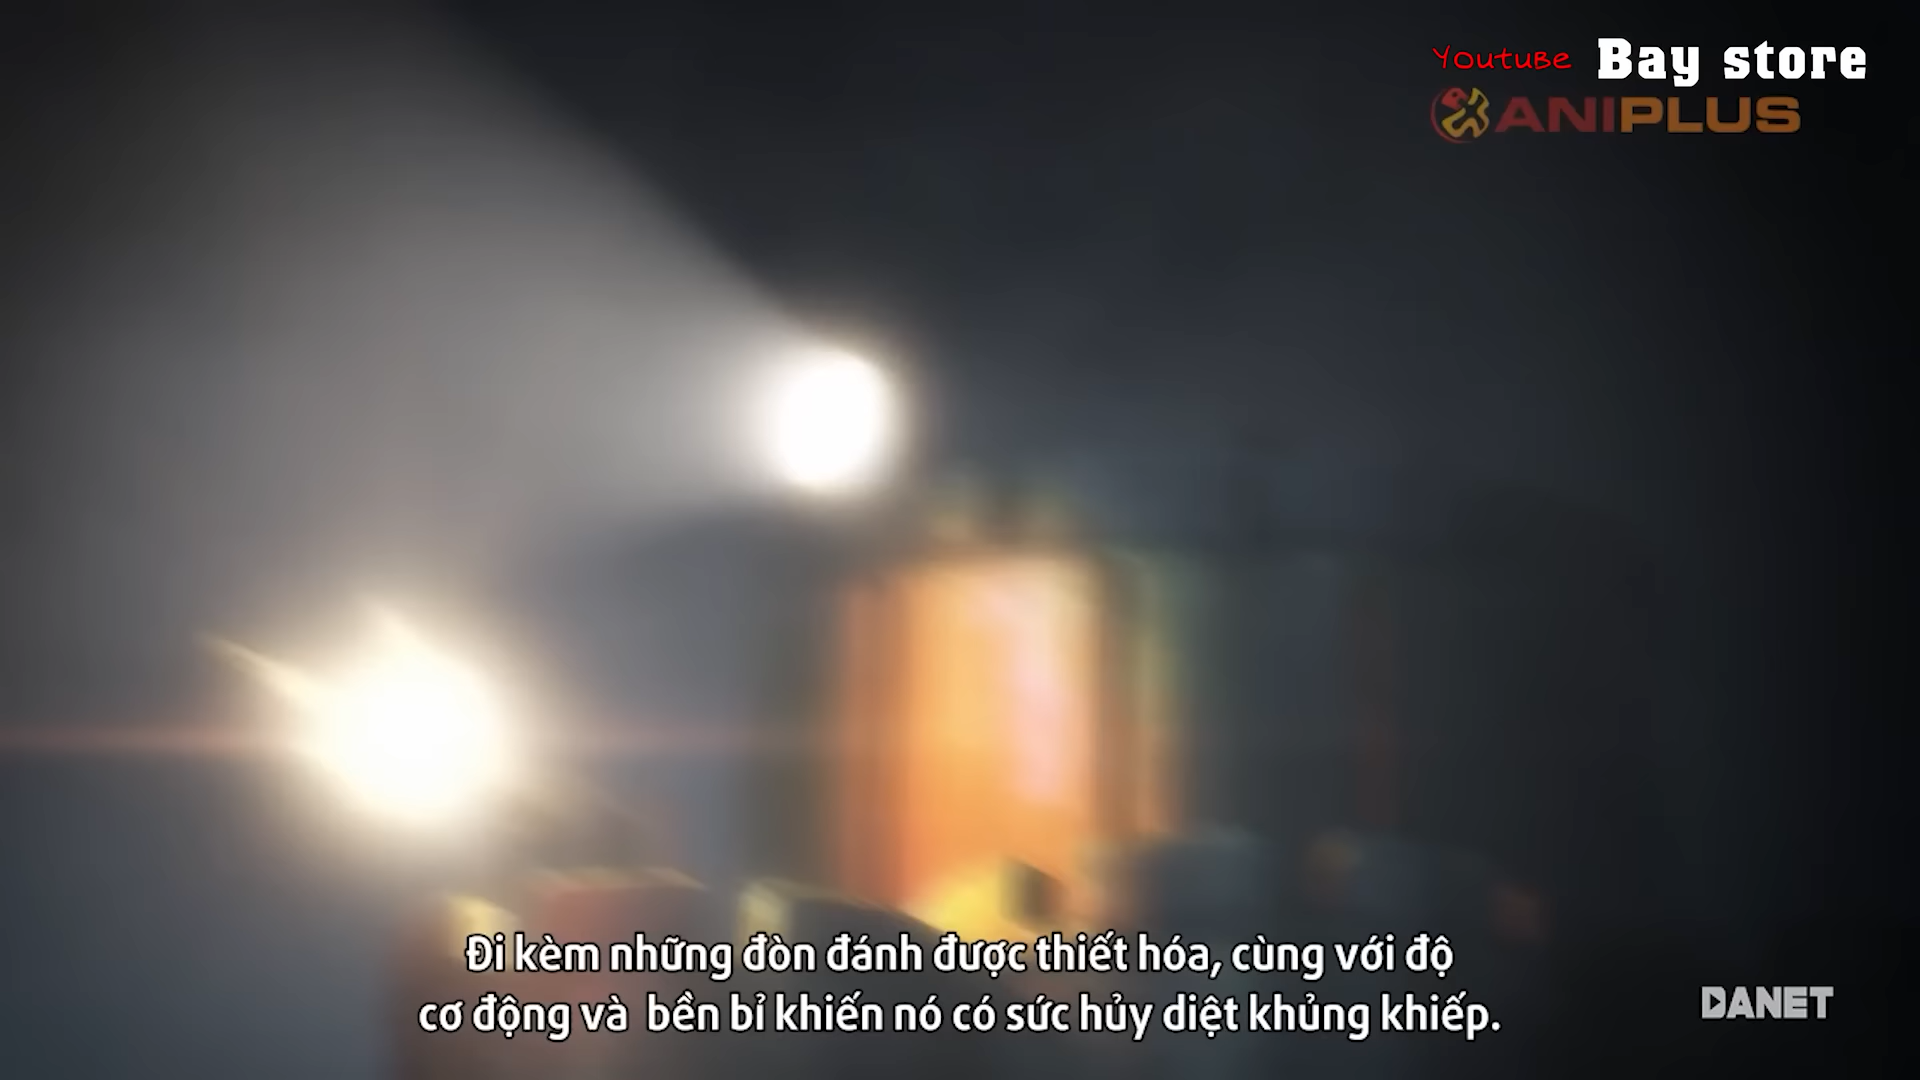 Youtube Bay store
ANIPLUS
Đi kèm những đòn đánh được thiết hóa, cùng với độ
cơ động và bền bỉ khiến nó có sức hủy diệt khủng khiếp.
DANET